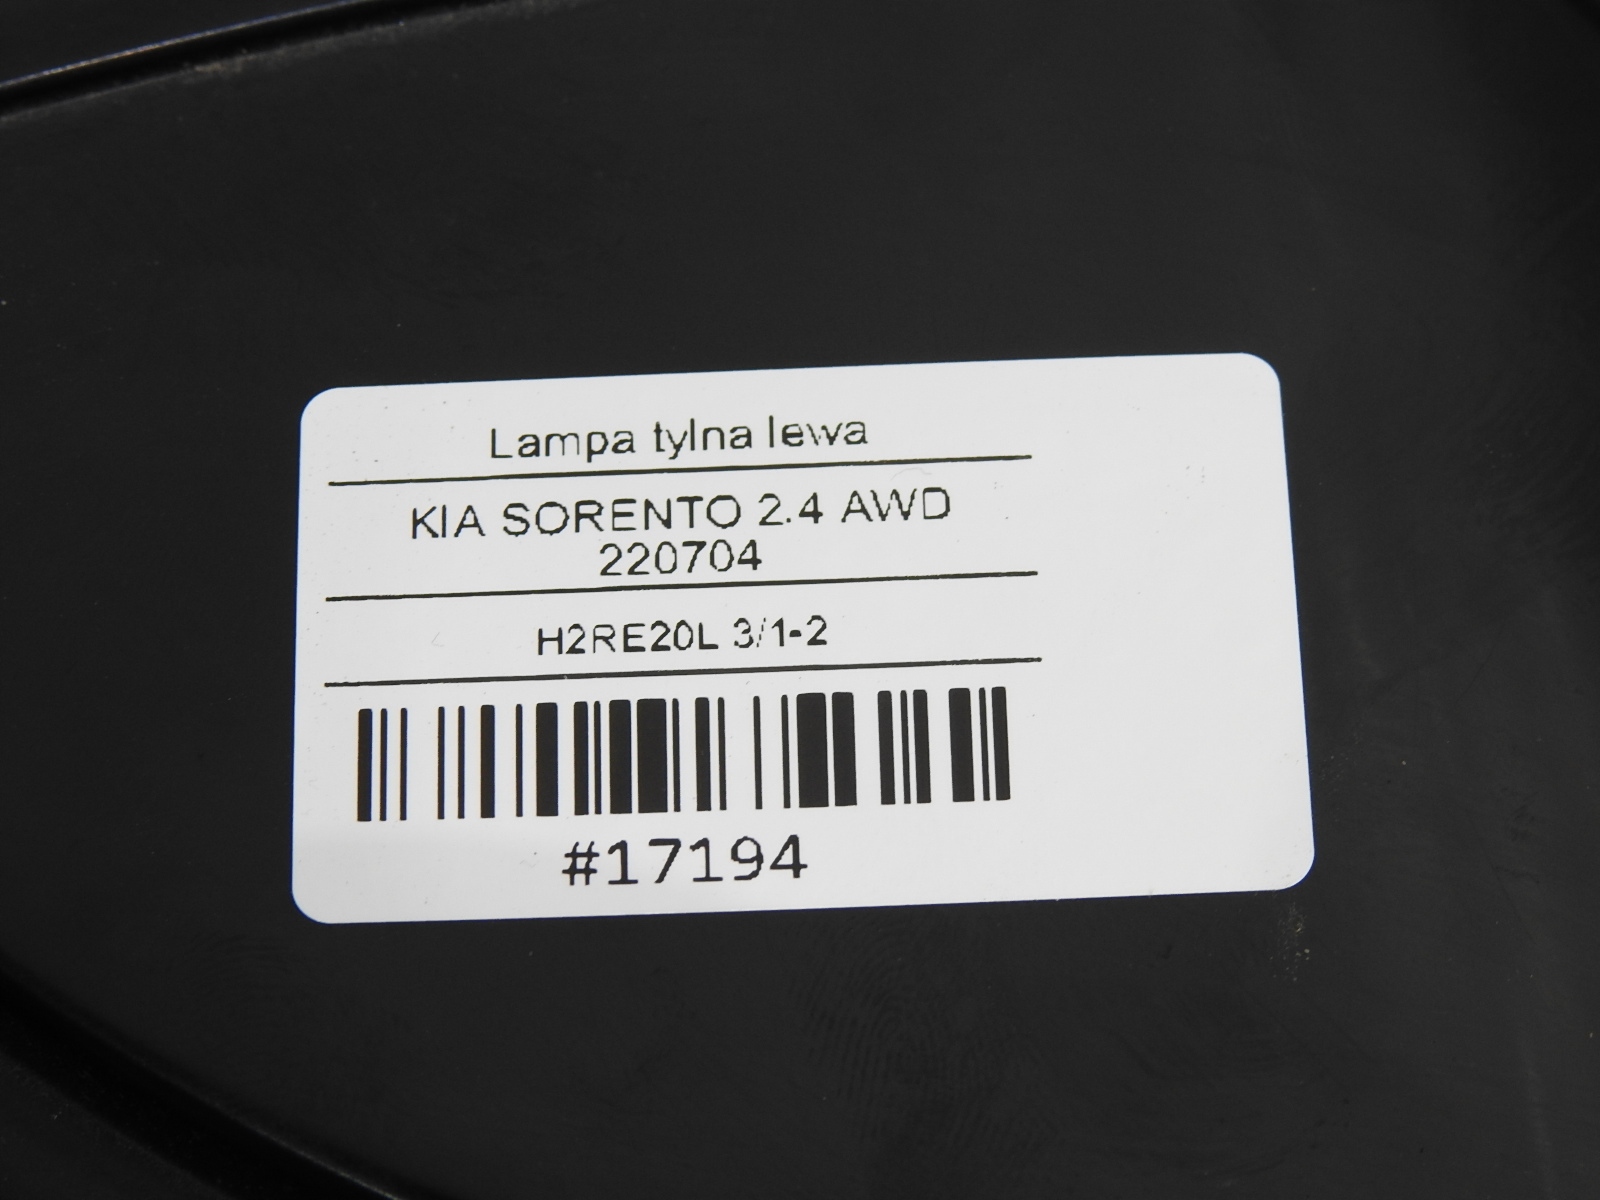 Lampa tylna lewa
KIA SORENTO 2.4 AWD
220704
H2RE20L 3/1-2
#17194